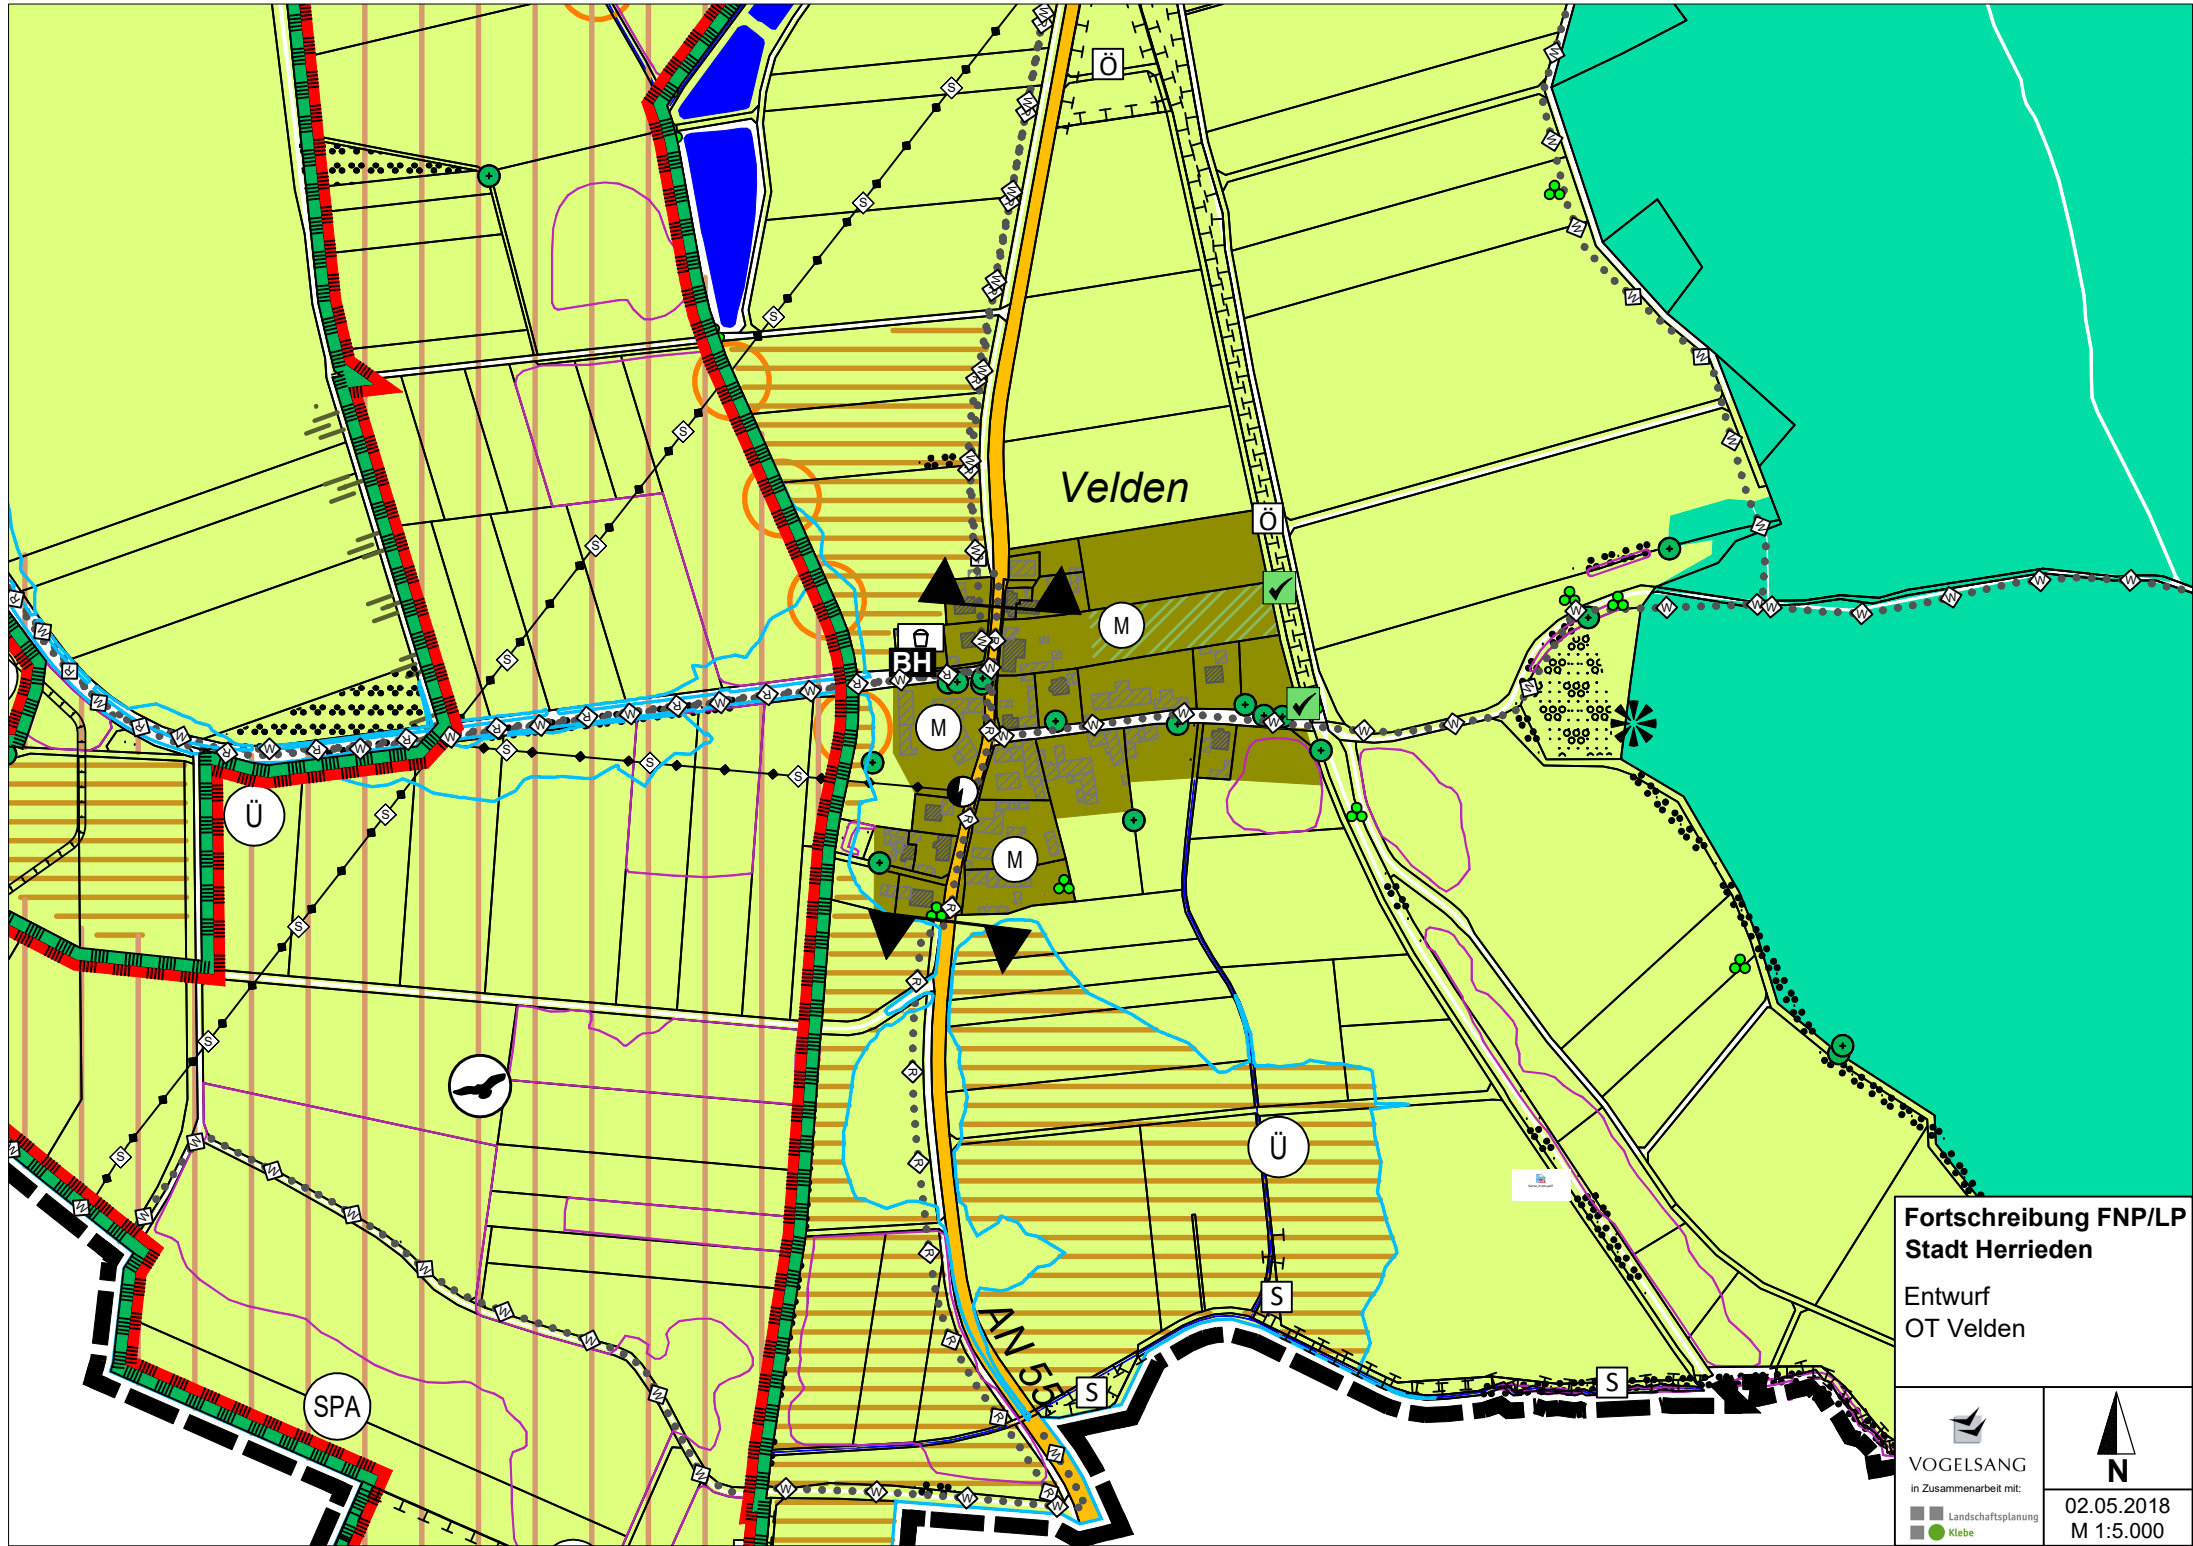 Ö
Velden
Ö
M
BH
M
Ü
M
Ü
AN 55
S
SPA
S
S
Fortschreibung FNP/LP
Stadt Herrieden
Entwurf
OT Velden
VOGELSANG
in Zusammenarbeit mit:
Landschaftsplanung
Klebe
N
02.05.2018
M 1:5.000